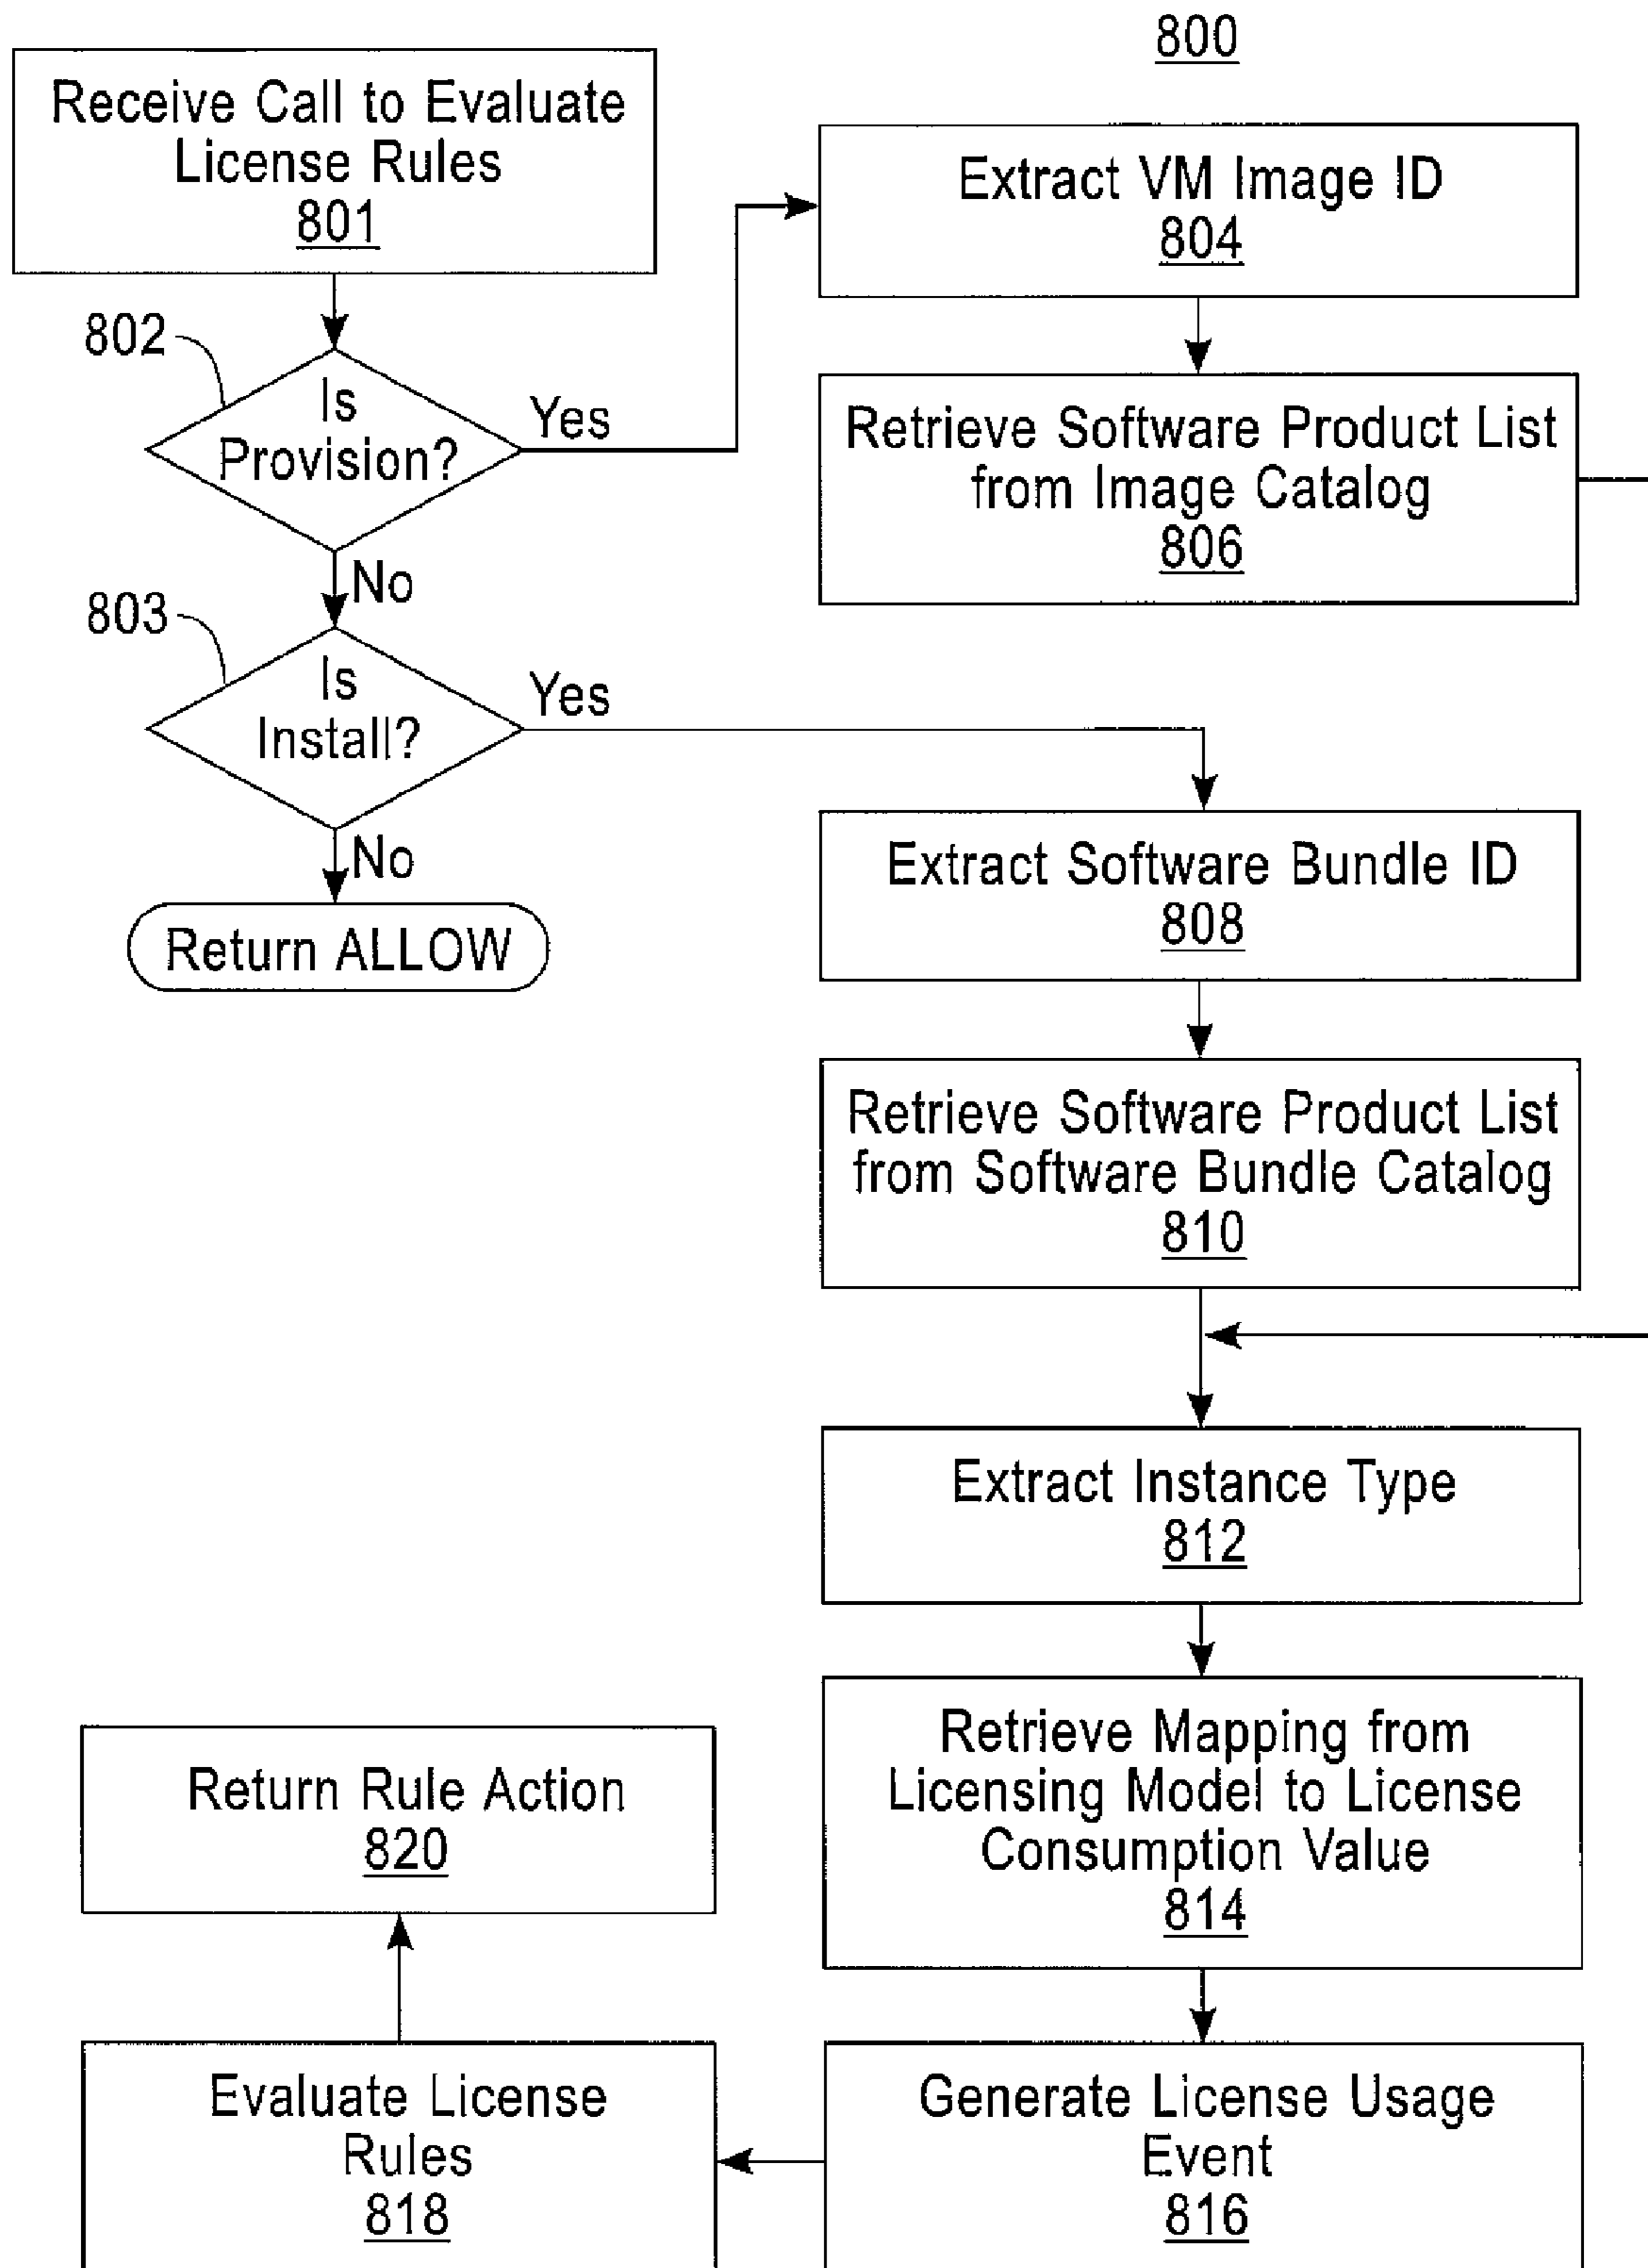 800
Receive Call to Evaluate
License Rules
801
802
Is
Provision?
Yes
No
803
Is
Install?
Yes
No
Return ALLOW
Extract VM Image ID
804
Retrieve Software Product List
from Image Catalog
806
Extract Software Bundle ID
808
Retrieve Software Product List
from Software Bundle Catalog
810
Extract Instance Type
812
Retrieve Mapping from
Licensing Model to License
Consumption Value
814
Generate License Usage
Event
816
Evaluate License
Rules
818
Return Rule Action
820